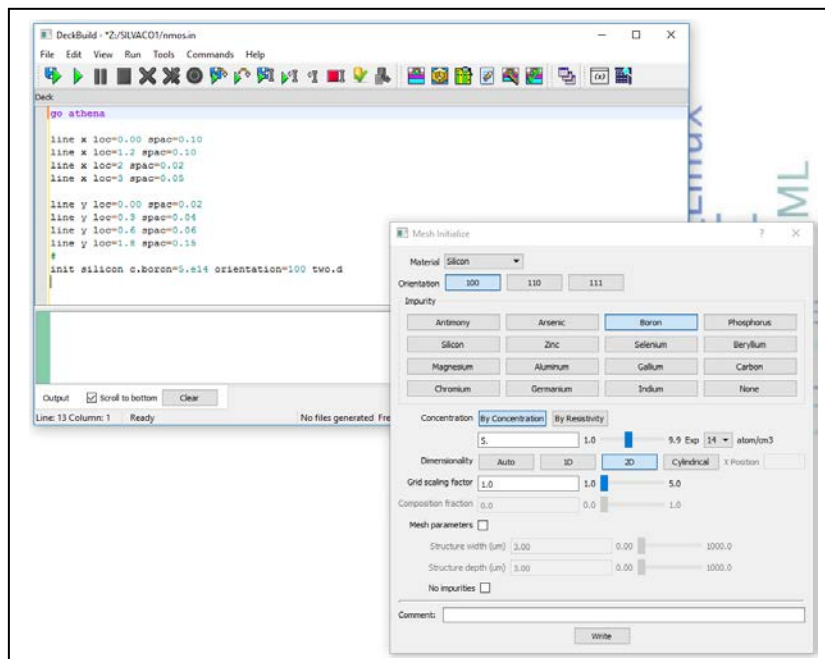 DeckBuild - *Z:/SILVACO1/nmos.in
File Edit View Run Tools Commands Help
Deck
go athena
line x loc=0.00 spac=0.10
line x loc=1.2 spac=0.10
line x loc=2 spac=0.02
line x loc=3 spac=0.05
line y loc=0.00 spac=0.02
line y loc=0.3 spac=0.04
line y loc=0.6 spac=0.06
line y loc=1.8 spac=0.15
#
init silicon c.boron=5.e14 orientation=100 two.d
Output Scroll to bottom Clear
Line: 13 Column: 1 Ready No files generated Fre
Linux
ML
Mesh Initialize
Material Silicon
Orientation 100 110 111
Impurity
Antimony Arsenic Boron Phosphorus
Silicon Zinc Selenium Beryllium
Magnesium Aluminum Gallium Carbon
Chromium Germanium Indium None
Concentration By Concentration By Resistivity
5. 1.0 9.9 Exp 14 atom/cm3
Dimensionality Auto 1D 2D Cylindrical X Position
Grid scaling factor 1.0 1.0 5.0
Composition fraction 0.0 0.0 1.0
Mesh parameters
Structure width (um) 3.00 0.00 1000.0
Structure depth (um) 3.00 0.00 1000.0
No impurities
Comment:
Write